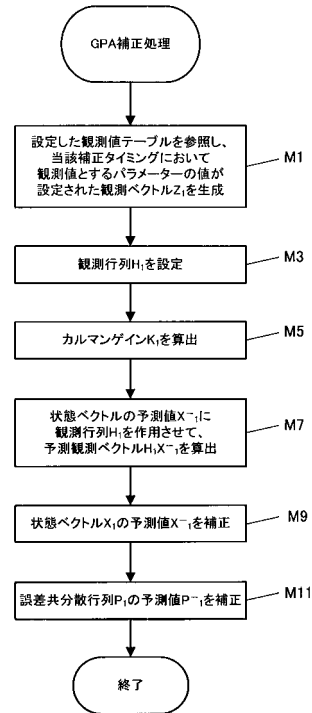 GPA補正処理
設定した観測値テーブルを参照し、
当該補正タイミングにおいて
観測値とするパラメーターの値が
設定された観測ベクトルZ₁を生成
M1
観測行列H₁を設定
M3
カルマンゲインK₁を算出
M5
状態ベクトルの予測値X⁻₁に
観測行列H₁を作用させて、
予測観測ベクトルH₁X⁻₁を算出
M7
状態ベクトルX₁の予測値X⁻₁を補正
M9
誤差共分散行列P₁の予測値P⁻₁を補正
M11
終了